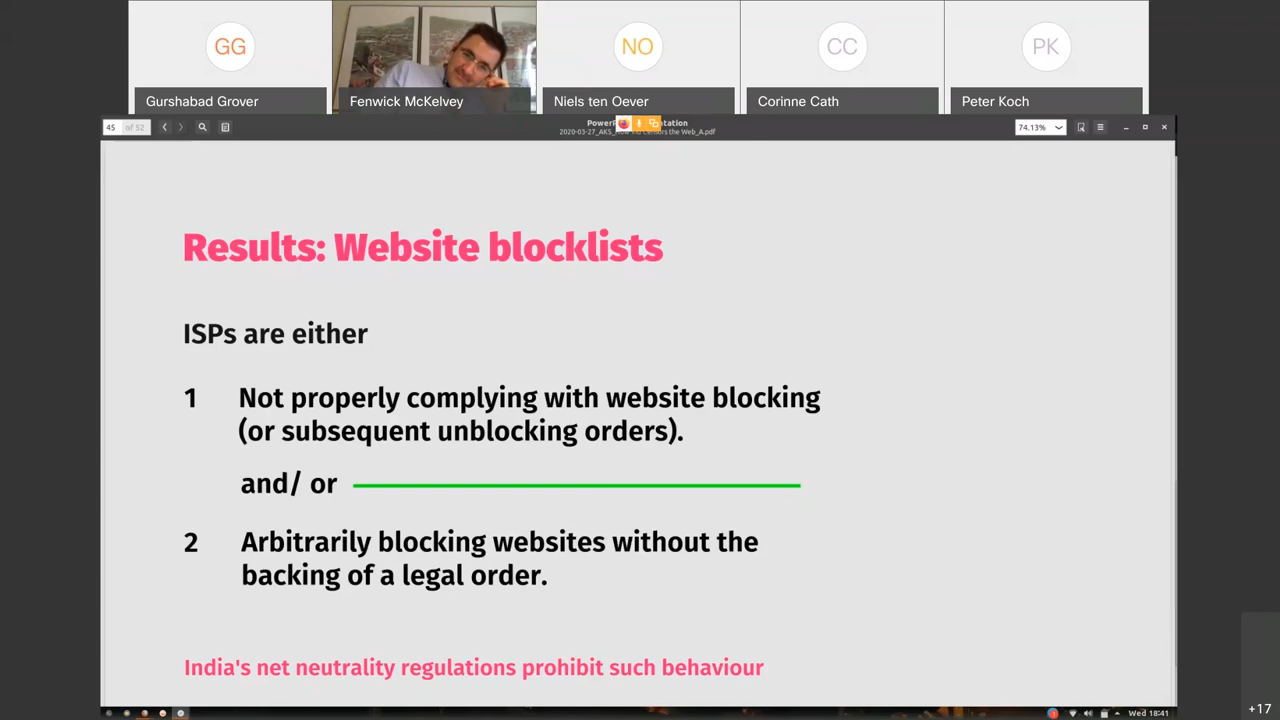 GG
NO
CC
PK
Gurshabad Grover
Fenwick McKelvey
Niels ten Oever
Corinne Cath
Peter Koch
45 of 52
74.13%
Results: Website blocklists
ISPs are either
1 Not properly complying with website blocking
(or subsequent unblocking orders).
and/ or
2 Arbitrarily blocking websites without the
backing of a legal order.
India's net neutrality regulations prohibit such behaviour
Wed 18:41
+17